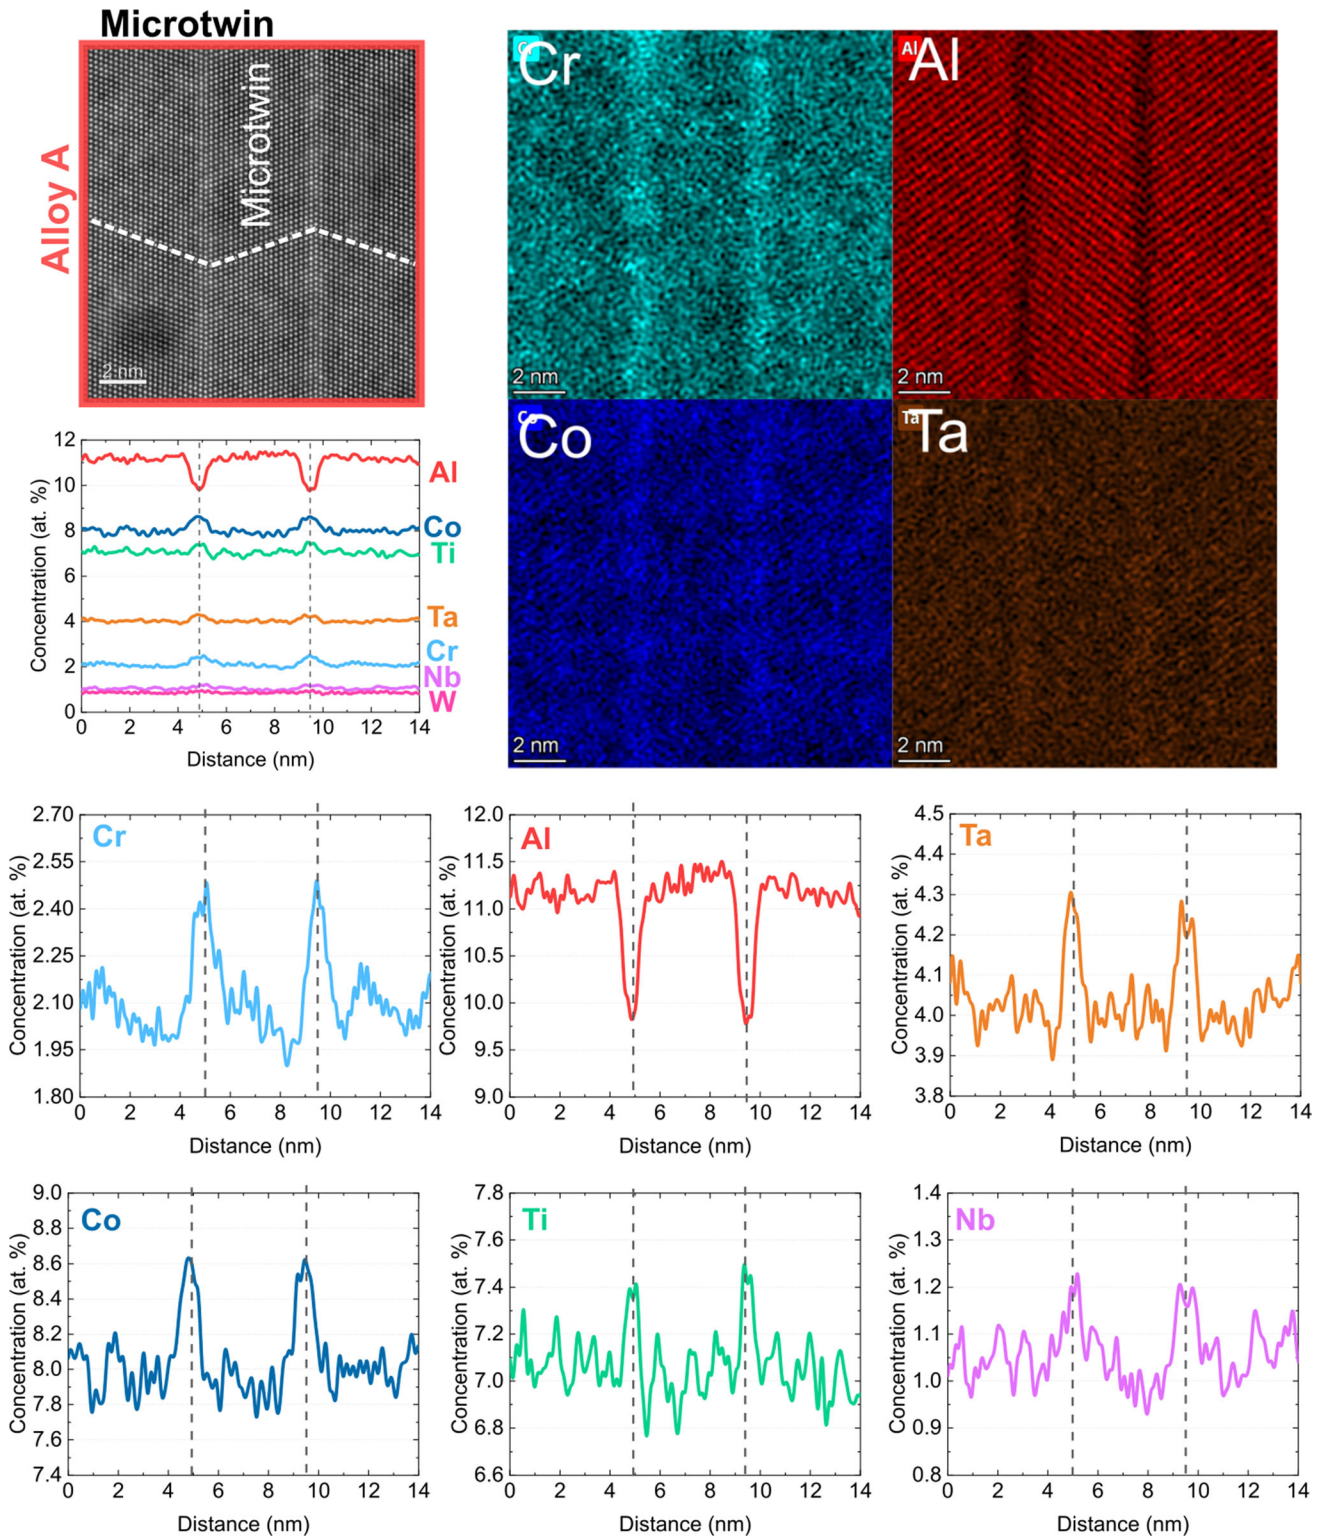 Microtwin
Alloy A
Microtwin
2 nm
Cr
Cr
2 nm
Al
Al
2 nm
Co
Co
2 nm
Ta
Ta
2 nm
Concentration (at. %)
12
10
8
6
4
2
0
Al
Co
Ti
Ta
Cr
Nb
W
0 2 4 6 8 10 12 14
Distance (nm)
Cr
Concentration (at. %)
2.70
2.55
2.40
2.25
2.10
1.95
1.80
0 2 4 6 8 10 12 14
Distance (nm)
Al
Concentration (at. %)
12.0
11.5
11.0
10.5
10.0
9.5
9.0
0 2 4 6 8 10 12 14
Distance (nm)
Ta
Concentration (at. %)
4.5
4.4
4.3
4.2
4.1
4.0
3.9
3.8
0 2 4 6 8 10 12 14
Distance (nm)
Co
Concentration (at. %)
9.0
8.8
8.6
8.4
8.2
8.0
7.8
7.6
7.4
0 2 4 6 8 10 12 14
Distance (nm)
Ti
Concentration (at. %)
7.8
7.6
7.4
7.2
7.0
6.8
6.6
0 2 4 6 8 10 12 14
Distance (nm)
Nb
Concentration (at. %)
1.4
1.3
1.2
1.1
1.0
0.9
0.8
0 2 4 6 8 10 12 14
Distance (nm)